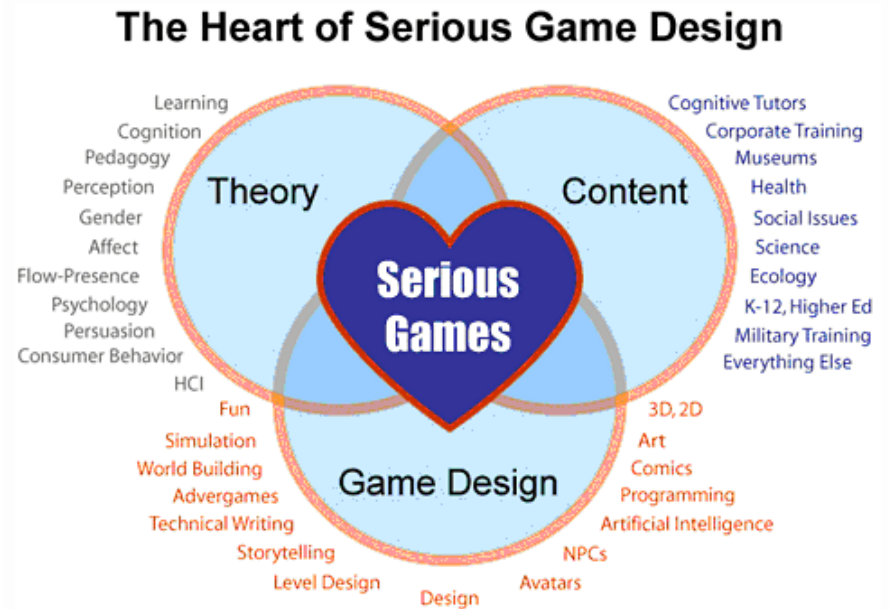 The Heart of Serious Game Design
Learning
Cognition
Pedagogy
Perception
Gender
Affect
Flow-Presence
Psychology
Persuasion
Consumer Behavior
HCI
Theory
Content
Cognitive Tutors
Corporate Training
Museums
Health
Social Issues
Science
Ecology
K-12, Higher Ed
Military Training
Everything Else
Serious
Games
Game Design
Fun
Simulation
World Building
Advergames
Technical Writing
Storytelling
Level Design
Design
Avatars
NPCs
Artificial Intelligence
Programming
Comics
Art
3D, 2D